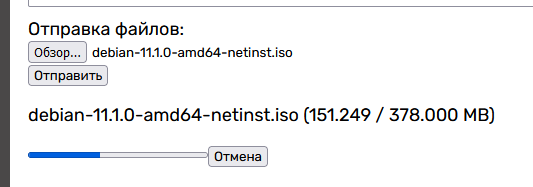 Отправка файлов:
Обзор... debian-11.1.0-amd64-netinst.iso
Отправить
debian-11.1.0-amd64-netinst.iso (151.249 / 378.000 MB)
Отмена